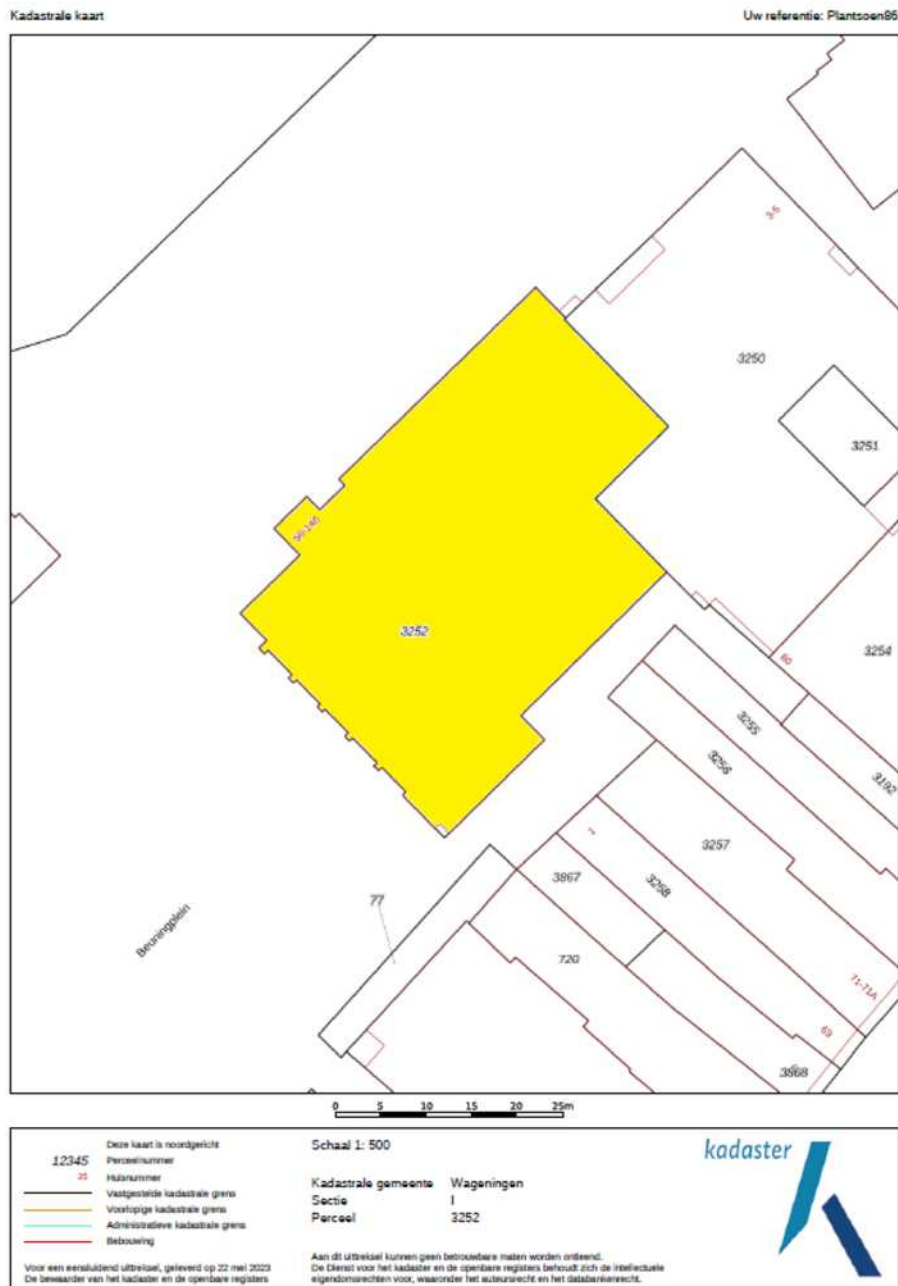 Kadastrale kaart
Uw referentie: Plantsoen86
3-5
3250
3251
3252
3254
80
3255
3256
3192
3257
7
3867
3258
77
720
Beuningplein
71-71A
69
3868
0 5 10 15 20 25m
Deze kaart is noordgericht
12345 Perceelnummer
25 Huisnummer
Vastgestelde kadastrale grens
Voorlopige kadastrale grens
Administratieve kadastrale grens
Bebouwing
Voor een eensluidend uittreksel, geleverd op 22 mei 2023
De bewaarder van het kadaster en de openbare registers
Schaal 1: 500
Kadastrale gemeente Wageningen
Sectie I
Perceel 3252
Aan dit uittreksel kunnen geen betrouwbare maten worden ontleend.
De Dienst voor het kadaster en de openbare registers behoudt zich de intellectuele
eigendomsrechten voor, waaronder het auteursrecht en het databankenrecht.
kadaster